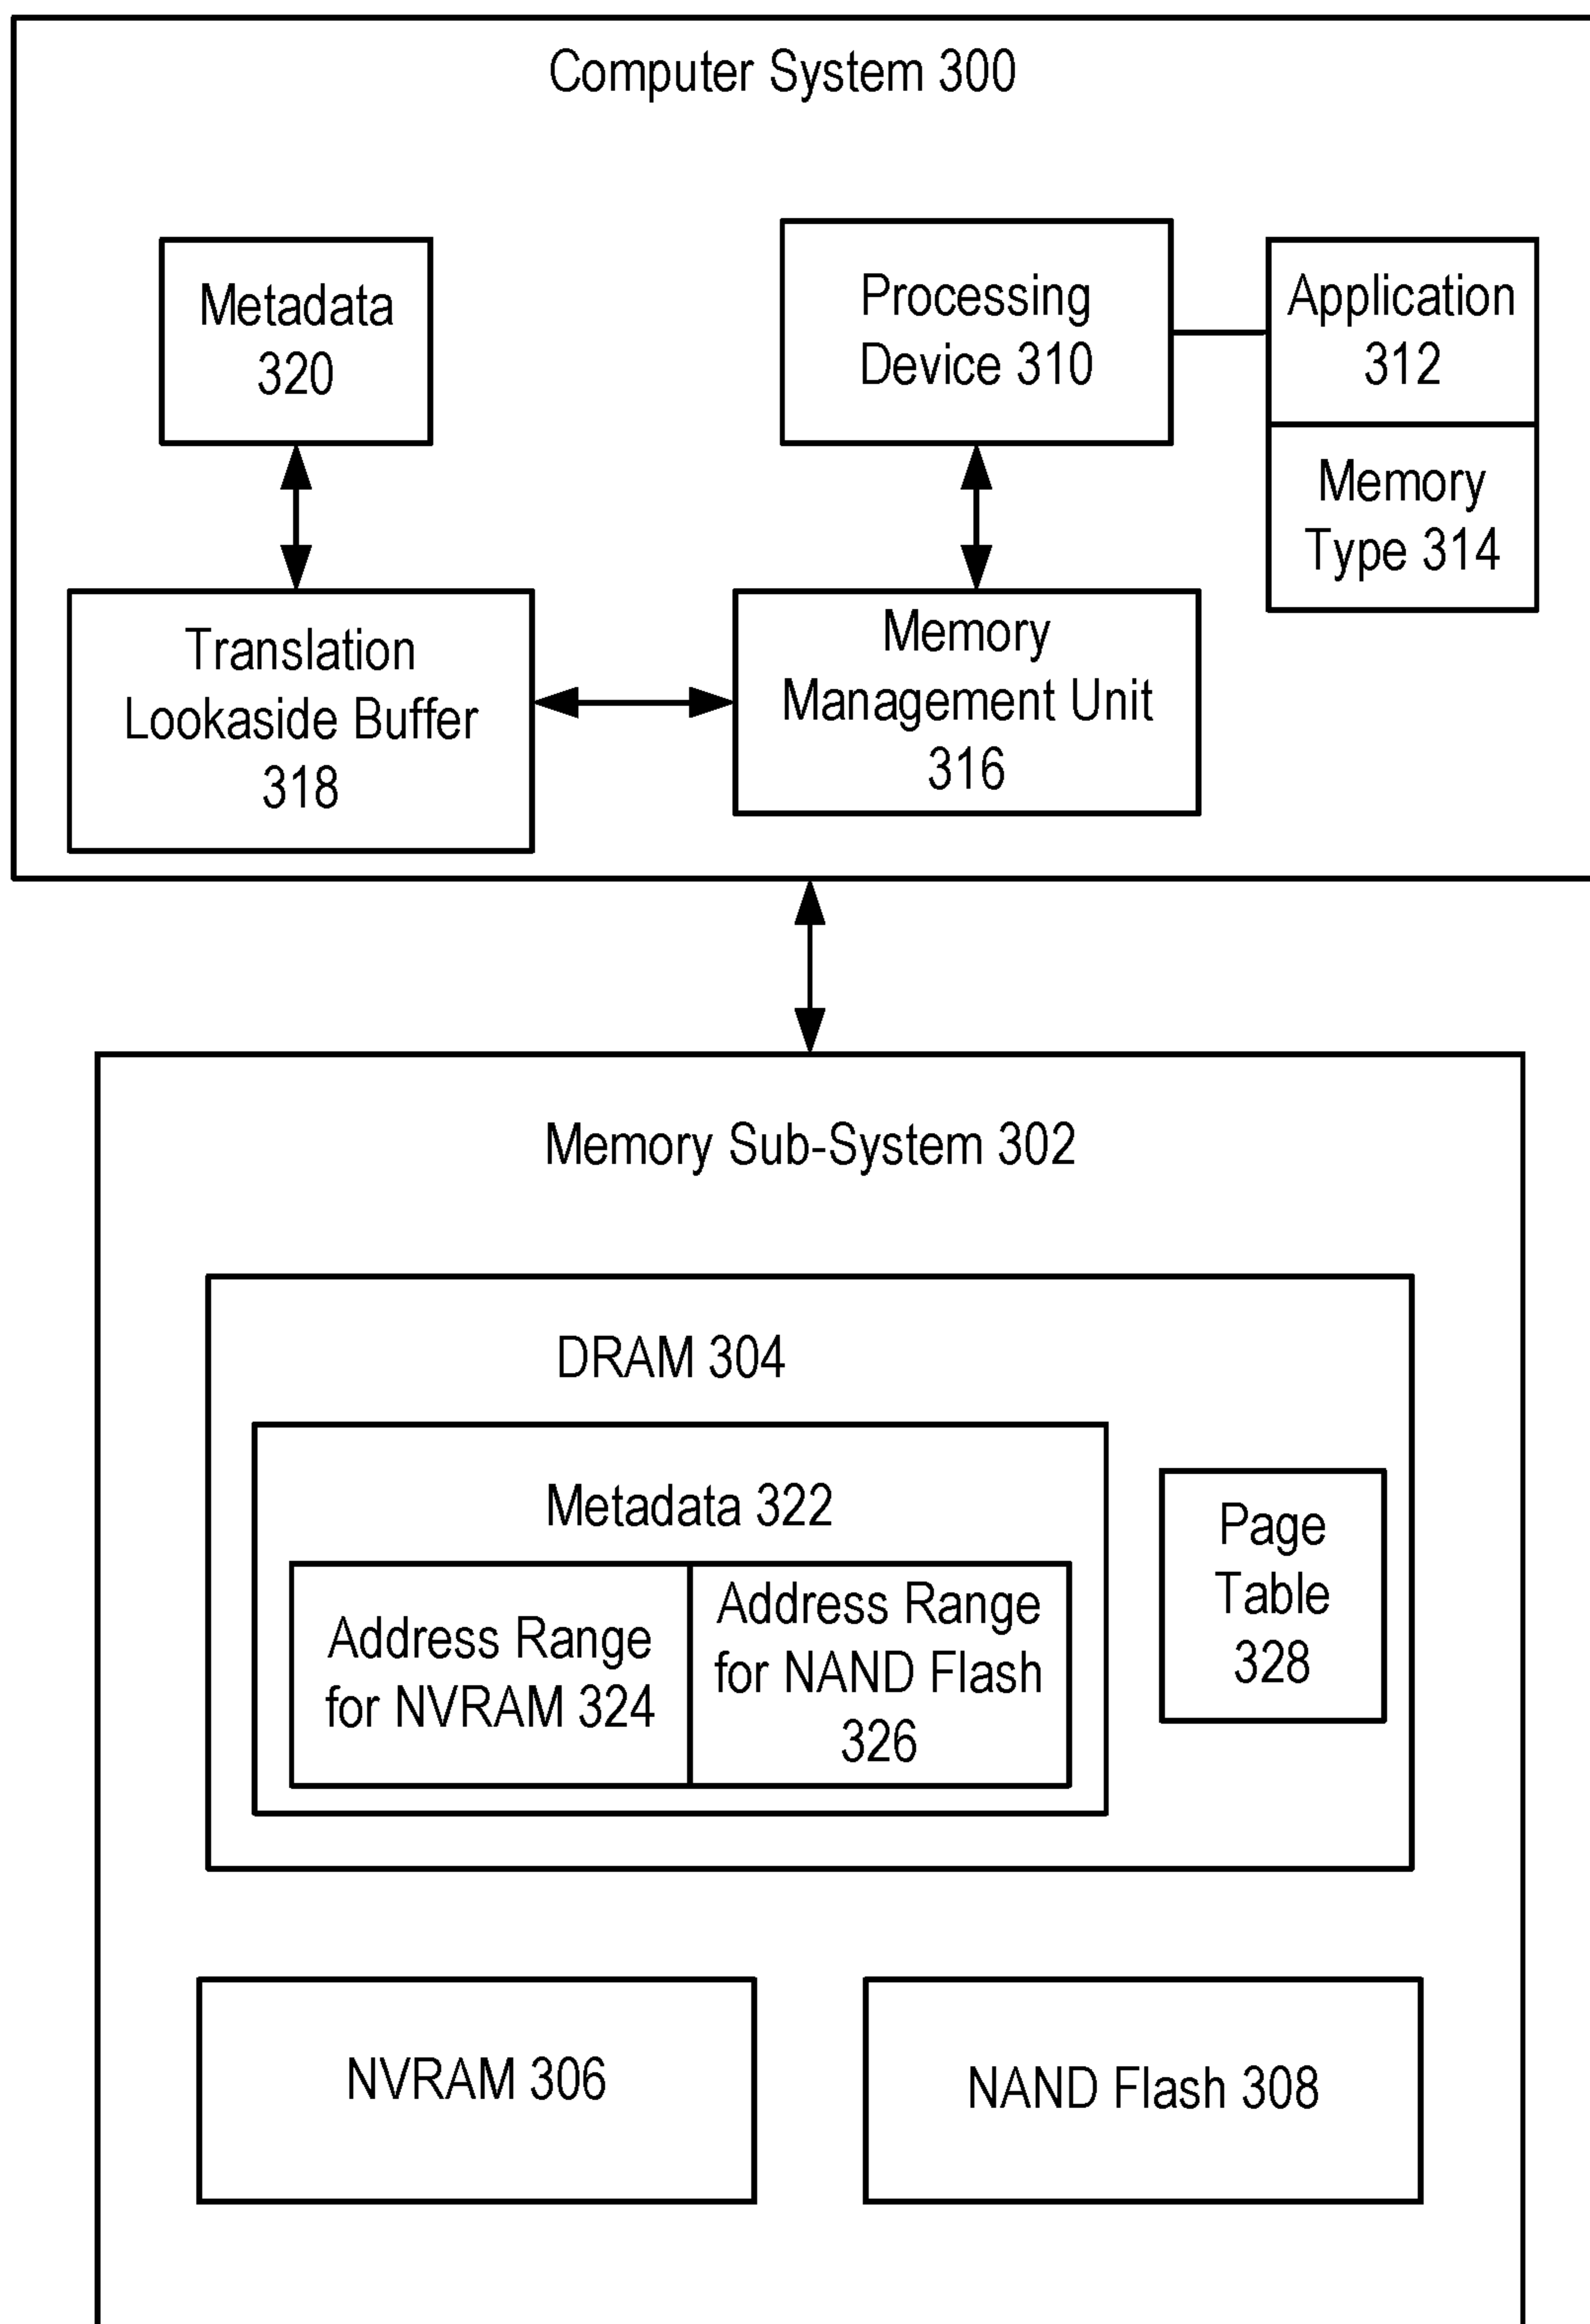 Computer System 300
Metadata
320
Processing
Device 310
Application
312
Memory
Type 314
Translation
Lookaside Buffer
318
Memory
Management Unit
316
Memory Sub-System 302
DRAM 304
Metadata 322
Address Range
for NVRAM 324
Address Range
for NAND Flash
326
Page
Table
328
NVRAM 306
NAND Flash 308